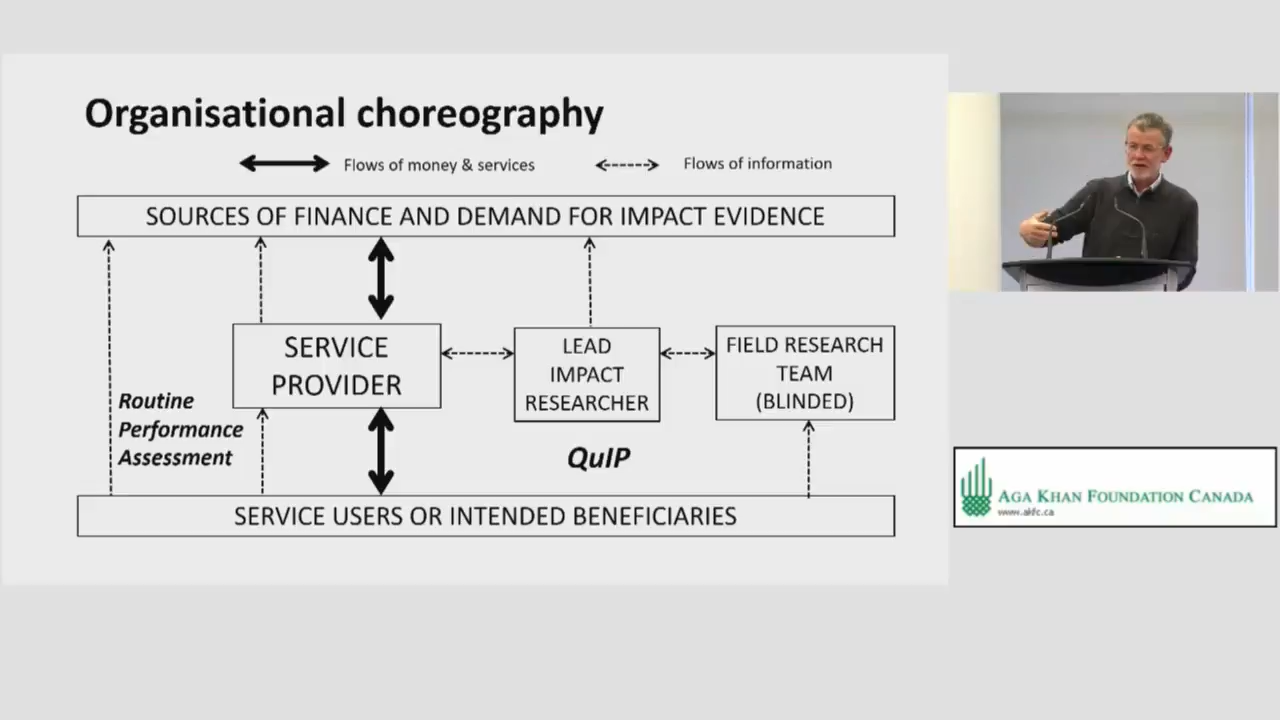 Organisational choreography
Flows of money & services
Flows of information
SOURCES OF FINANCE AND DEMAND FOR IMPACT EVIDENCE
SERVICE
PROVIDER
LEAD
IMPACT
RESEARCHER
FIELD RESEARCH
TEAM
(BLINDED)
Routine
Performance
Assessment
QuIP
SERVICE USERS OR INTENDED BENEFICIARIES
AGA KHAN FOUNDATION CANADA
www.akfc.ca